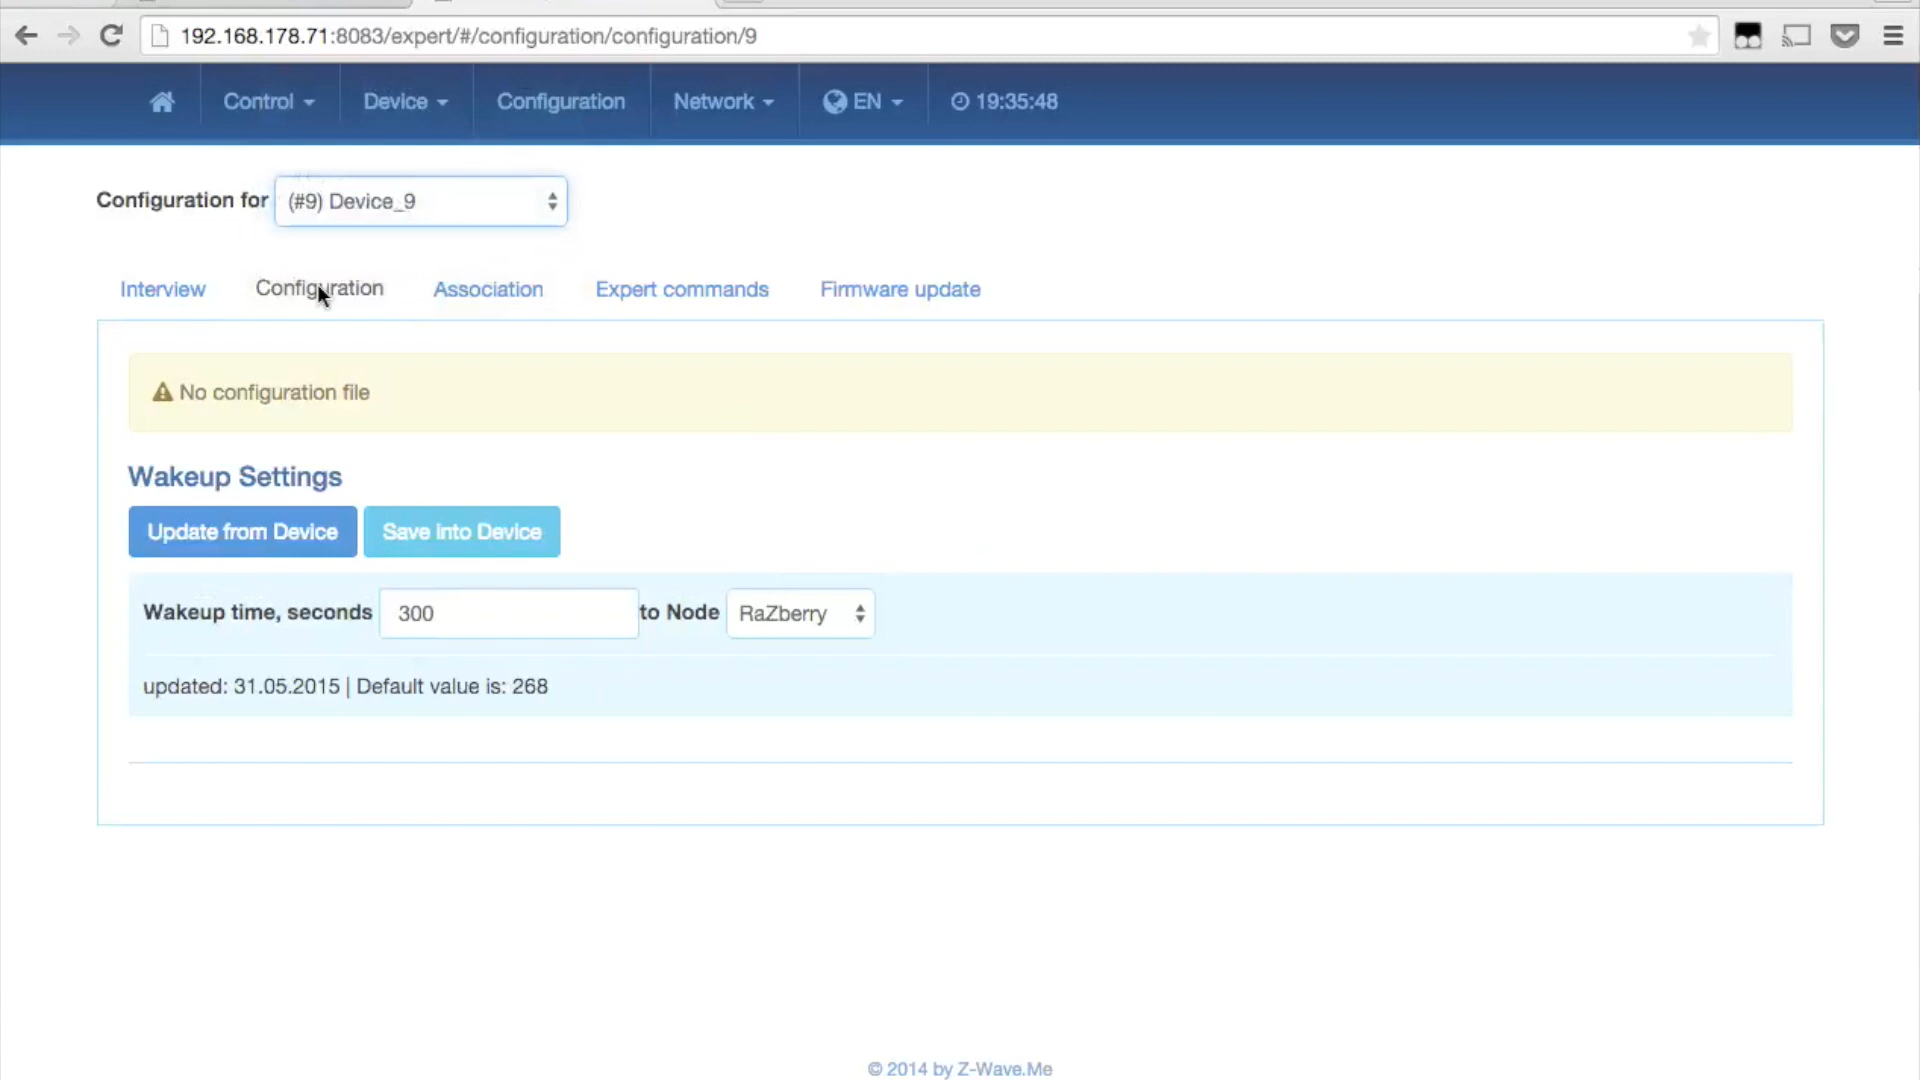 192.168.178.71:8083/expert/#/configuration/configuration/9
Control Device Configuration Network EN 19:35:48
Configuration for (#9) Device_9
Interview Configuration Association Expert commands Firmware update
No configuration file
Wakeup Settings
Update from Device Save into Device
Wakeup time, seconds 300 to Node RaZberry
updated: 31.05.2015 | Default value is: 268
© 2014 by Z-Wave.Me